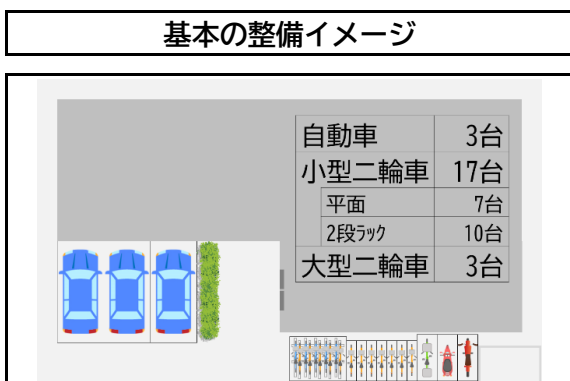 基本の整備イメージ
自動車 3台
小型二輪車 17台
平面 7台
2段ﾗｯｸ 10台
大型二輪車 3台